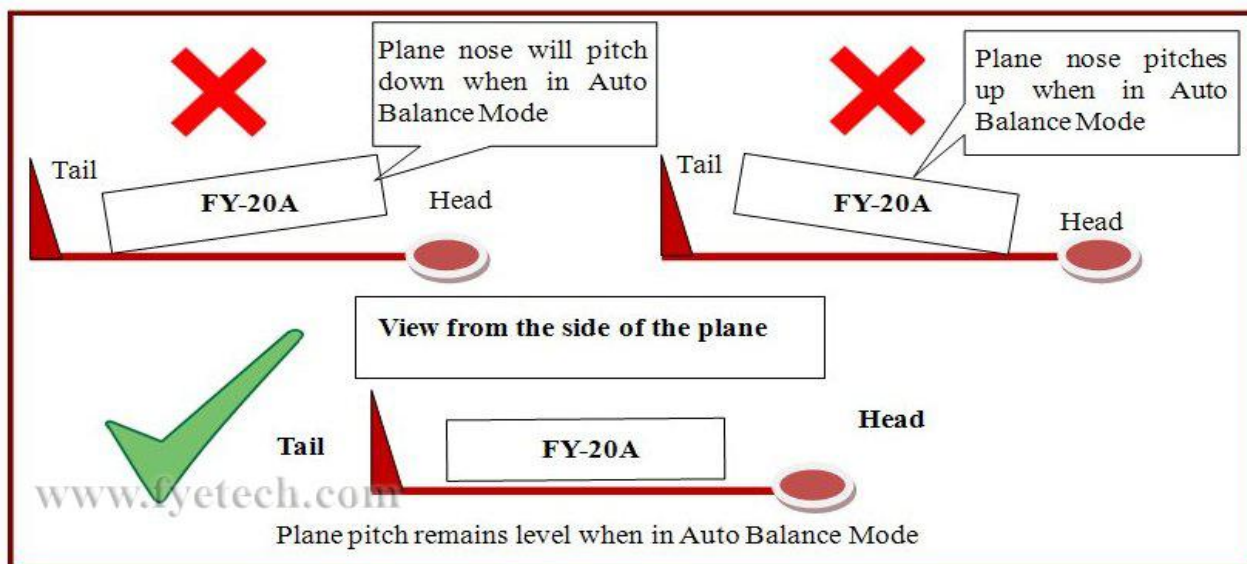 Plane nose will pitch
down when in Auto
Balance Mode
Plane nose pitches
up when in Auto
Balance Mode
Tail
FY-20A
Head
Tail
FY-20A
Head
View from the side of the plane
Tail
FY-20A
Head
www.fyetech.com
Plane pitch remains level when in Auto Balance Mode